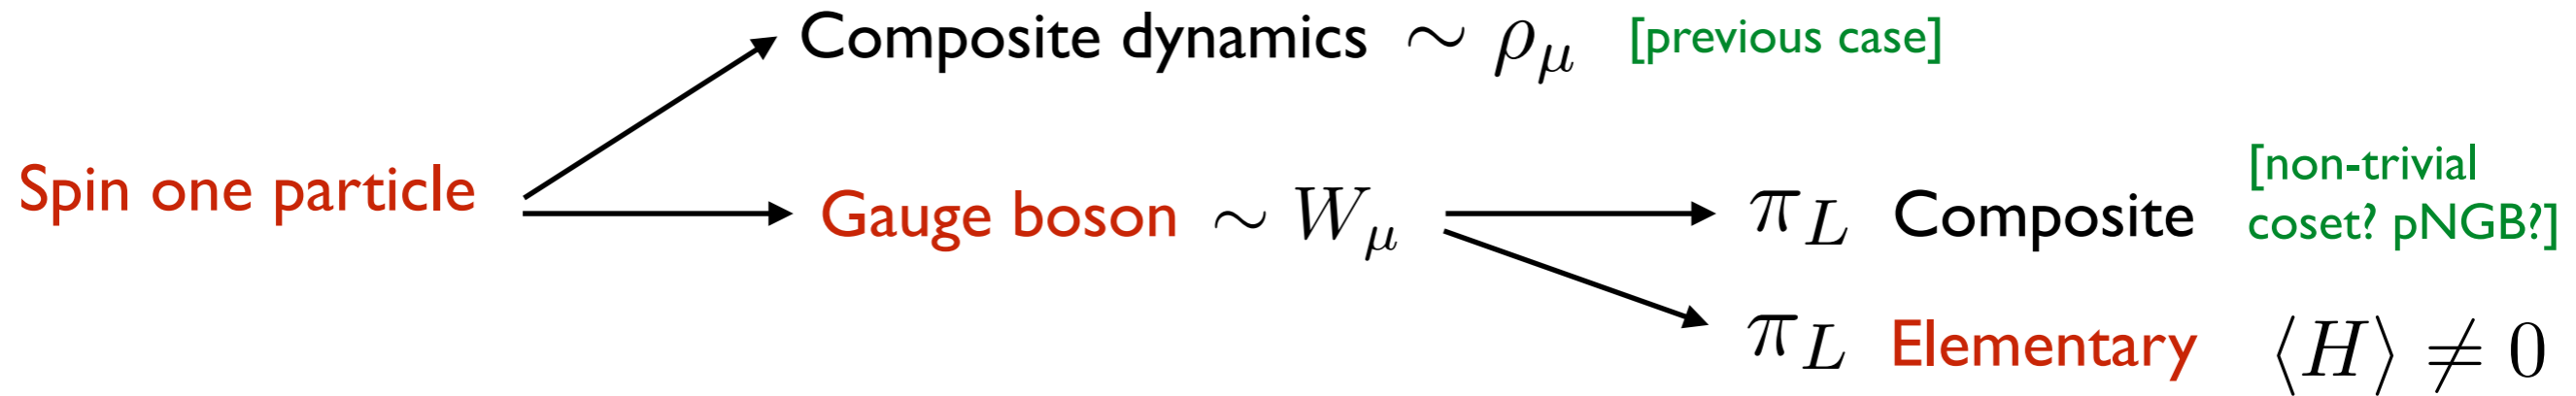 Composite dynamics ∼ ρ_μ [previous case]
Spin one particle
Gauge boson ∼ W_μ
π_L Composite
[non-trivial
coset? pNGB?]
π_L Elementary ⟨H⟩ ≠ 0